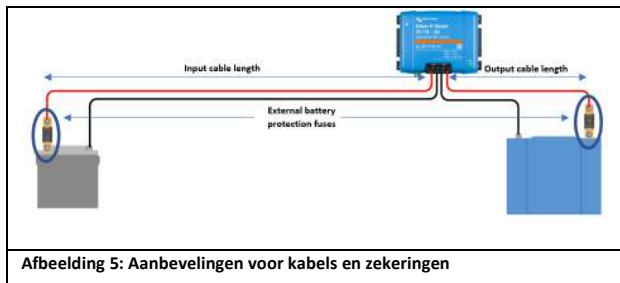 Input cable length
Output cable length
External battery
protection fuses
Afbeelding 5: Aanbevelingen voor kabels en zekeringen